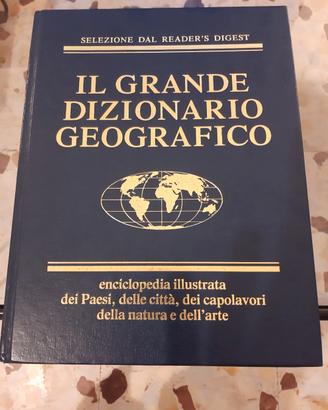 SELEZIONE DAL READER'S DIGEST
IL GRANDE
DIZIONARIO
GEOGRAFICO
enciclopedia illustrata
dei Paesi, delle città, dei capolavori
della natura e dell'arte